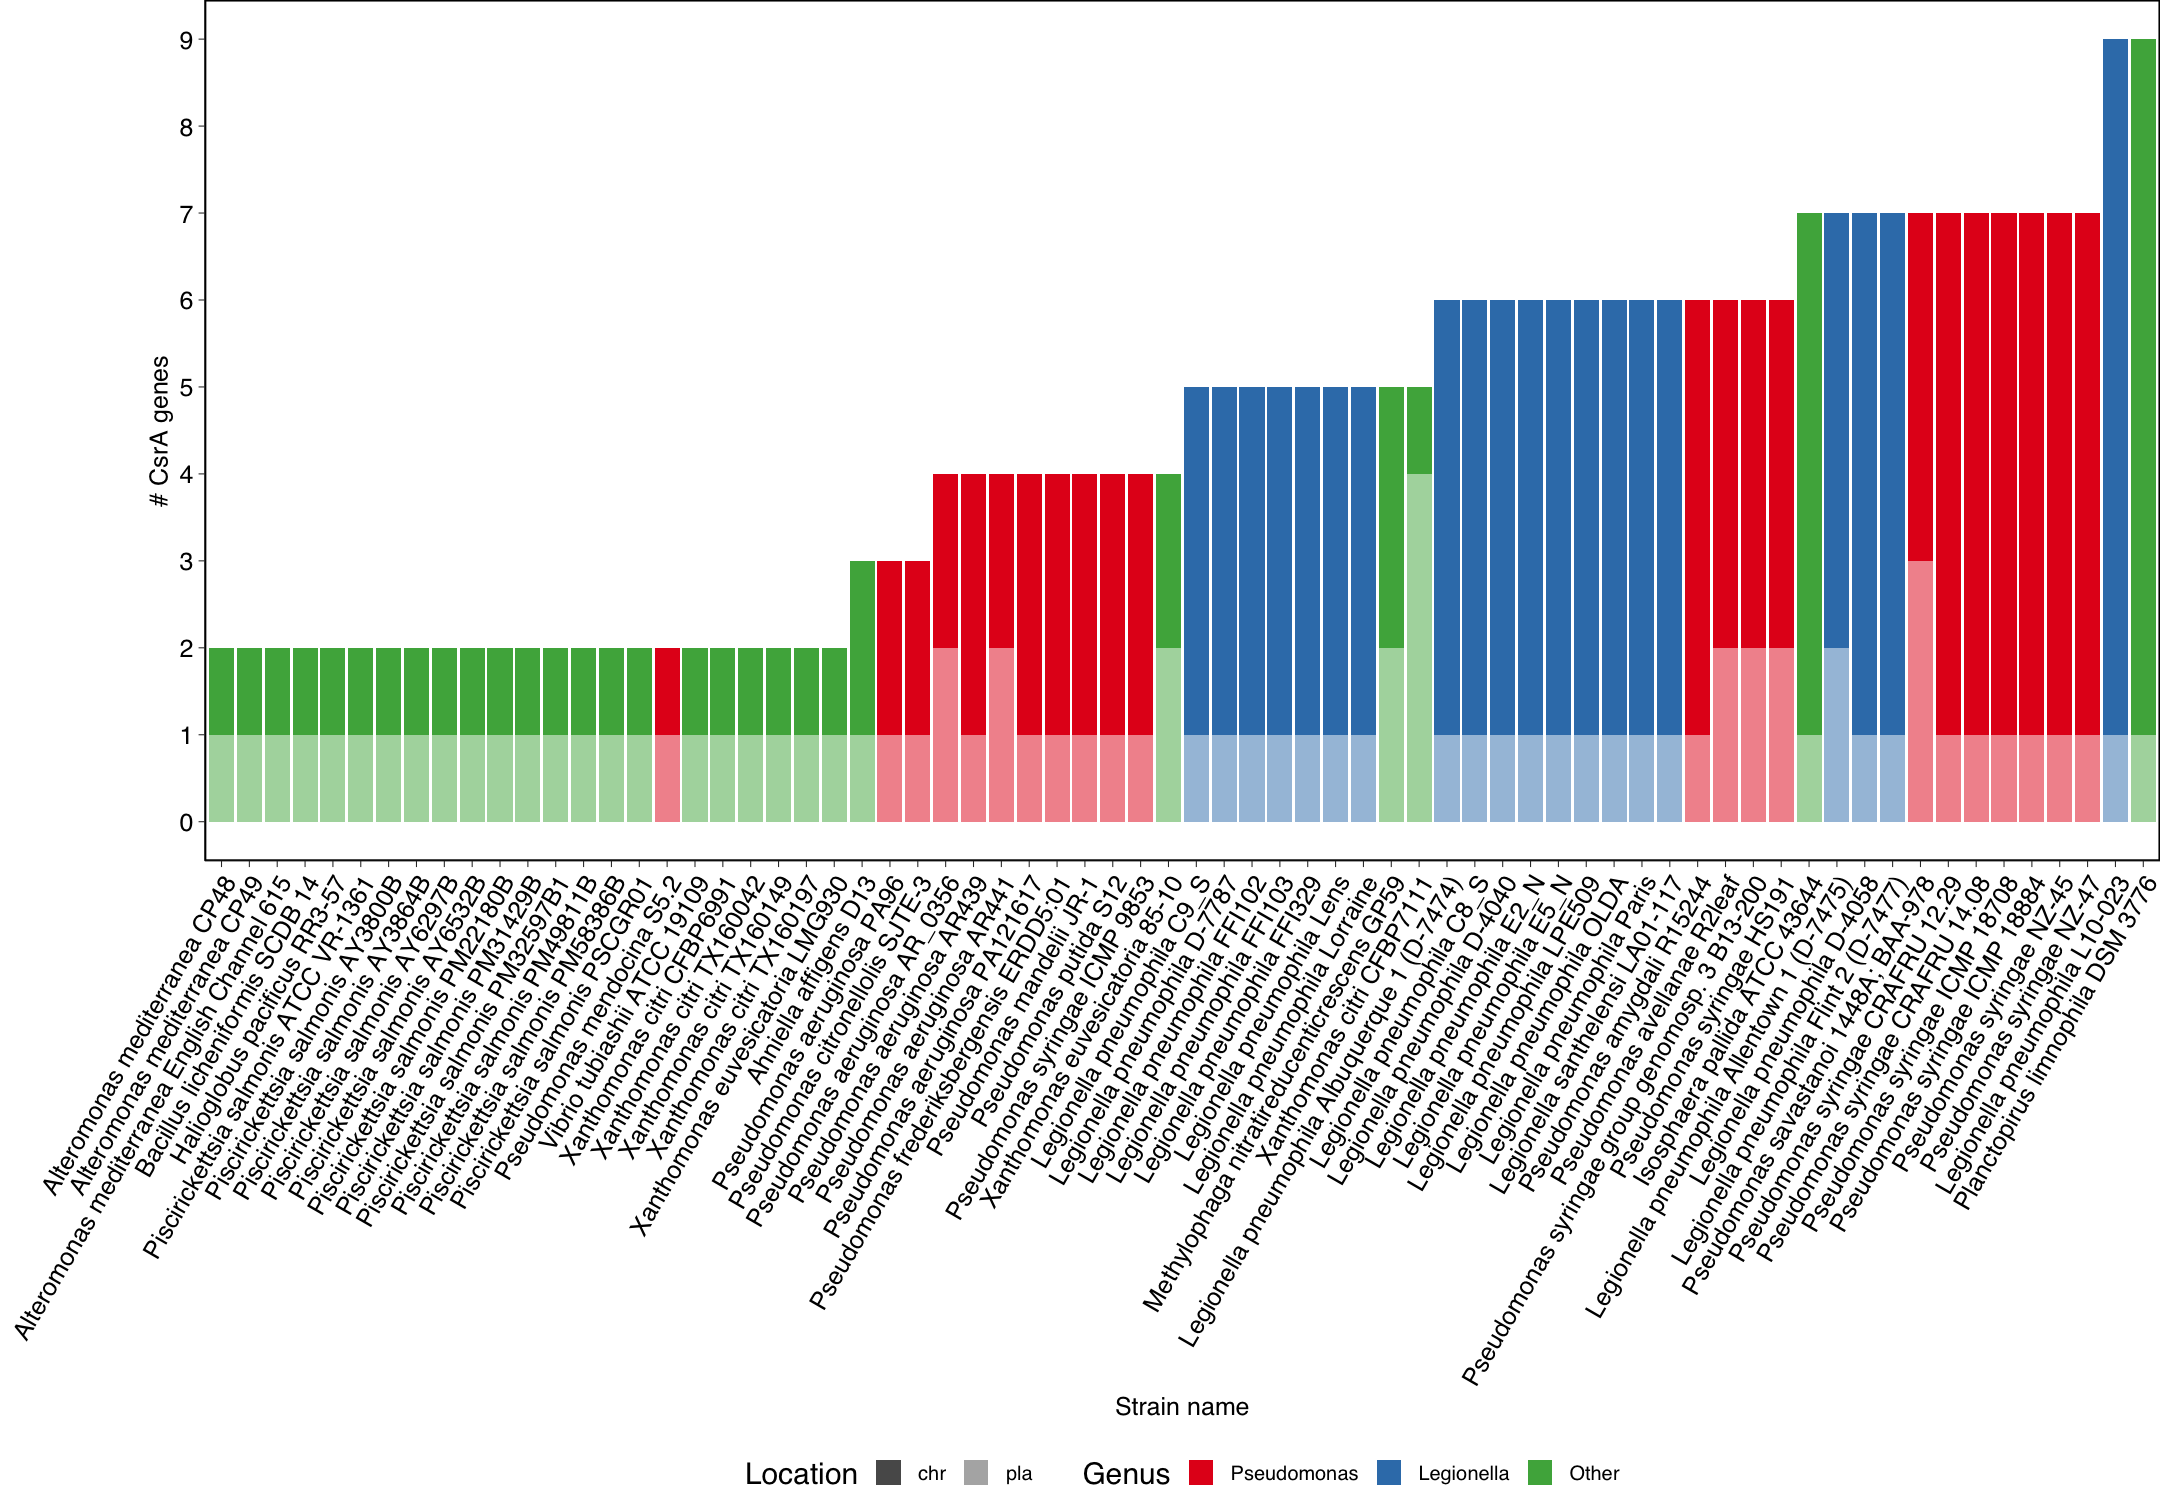 9
8
7
6
5
4
3
2
1
0
# CsrA genes
Alteromonas mediterranea CP48
Alteromonas mediterranea CP49
Alteromonas mediterranea English Channel 615
Bacillus licheniformis SCDB 14
Halioglobus pacificus RR3-57
Piscirickettsia salmonis ATCC VR-1361
Piscirickettsia salmonis AY3800B
Piscirickettsia salmonis AY3864B
Piscirickettsia salmonis AY6297B
Piscirickettsia salmonis AY6532B
Piscirickettsia salmonis PM22180B
Piscirickettsia salmonis PM31429B
Piscirickettsia salmonis PM32597B1
Piscirickettsia salmonis PM49811B
Piscirickettsia salmonis PM58386B
Piscirickettsia salmonis PSCGR01
Pseudomonas mendocina S5.2
Vibrio tubiashii ATCC 19109
Xanthomonas citri CFBP6991
Xanthomonas citri TX160042
Xanthomonas citri TX160149
Xanthomonas citri TX160197
Xanthomonas euvesicatoria LMG930
Ahniella affigens D13
Pseudomonas aeruginosa PA96
Pseudomonas citronellolis SJTE-3
Pseudomonas aeruginosa AR_0356
Pseudomonas aeruginosa AR439
Pseudomonas aeruginosa AR441
Pseudomonas aeruginosa PA121617
Pseudomonas frederiksbergensis ERDD5:01
Pseudomonas mandelii JR-1
Pseudomonas putida S12
Pseudomonas syringae ICMP 9853
Xanthomonas euvesicatoria 85-10
Legionella pneumophila C9_S
Legionella pneumophila D-7787
Legionella pneumophila FFI102
Legionella pneumophila FFI103
Legionella pneumophila FFI329
Legionella pneumophila Lens
Legionella pneumophila Lorraine
Methylophaga nitratireducenticrescens GP59
Xanthomonas citri CFBP7111
Legionella pneumophila Albuquerque 1 (D-7474)
Legionella pneumophila C8_S
Legionella pneumophila D-4040
Legionella pneumophila E2_N
Legionella pneumophila E5_N
Legionella pneumophila LPE509
Legionella pneumophila OLDA
Legionella pneumophila Paris
Legionella santhelensi LA01-117
Pseudomonas amygdali R15244
Pseudomonas avellanae R2leaf
Pseudomonas syringae group genomosp. 3 B13-200
Pseudomonas syringae HS191
Isosphaera pallida ATCC 43644
Legionella pneumophila Allentown 1 (D-7475)
Legionella pneumophila D-4058
Legionella pneumophila Flint 2 (D-7477)
Pseudomonas savastanoi 1448A; BAA-978
Pseudomonas syringae CRAFRU 12.29
Pseudomonas syringae CRAFRU 14.08
Pseudomonas syringae ICMP 18708
Pseudomonas syringae ICMP 18884
Pseudomonas syringae NZ-45
Pseudomonas syringae NZ-47
Legionella pneumophila L10-023
Planctopirus limnophila DSM 3776
Strain name
Location chr pla Genus Pseudomonas Legionella Other